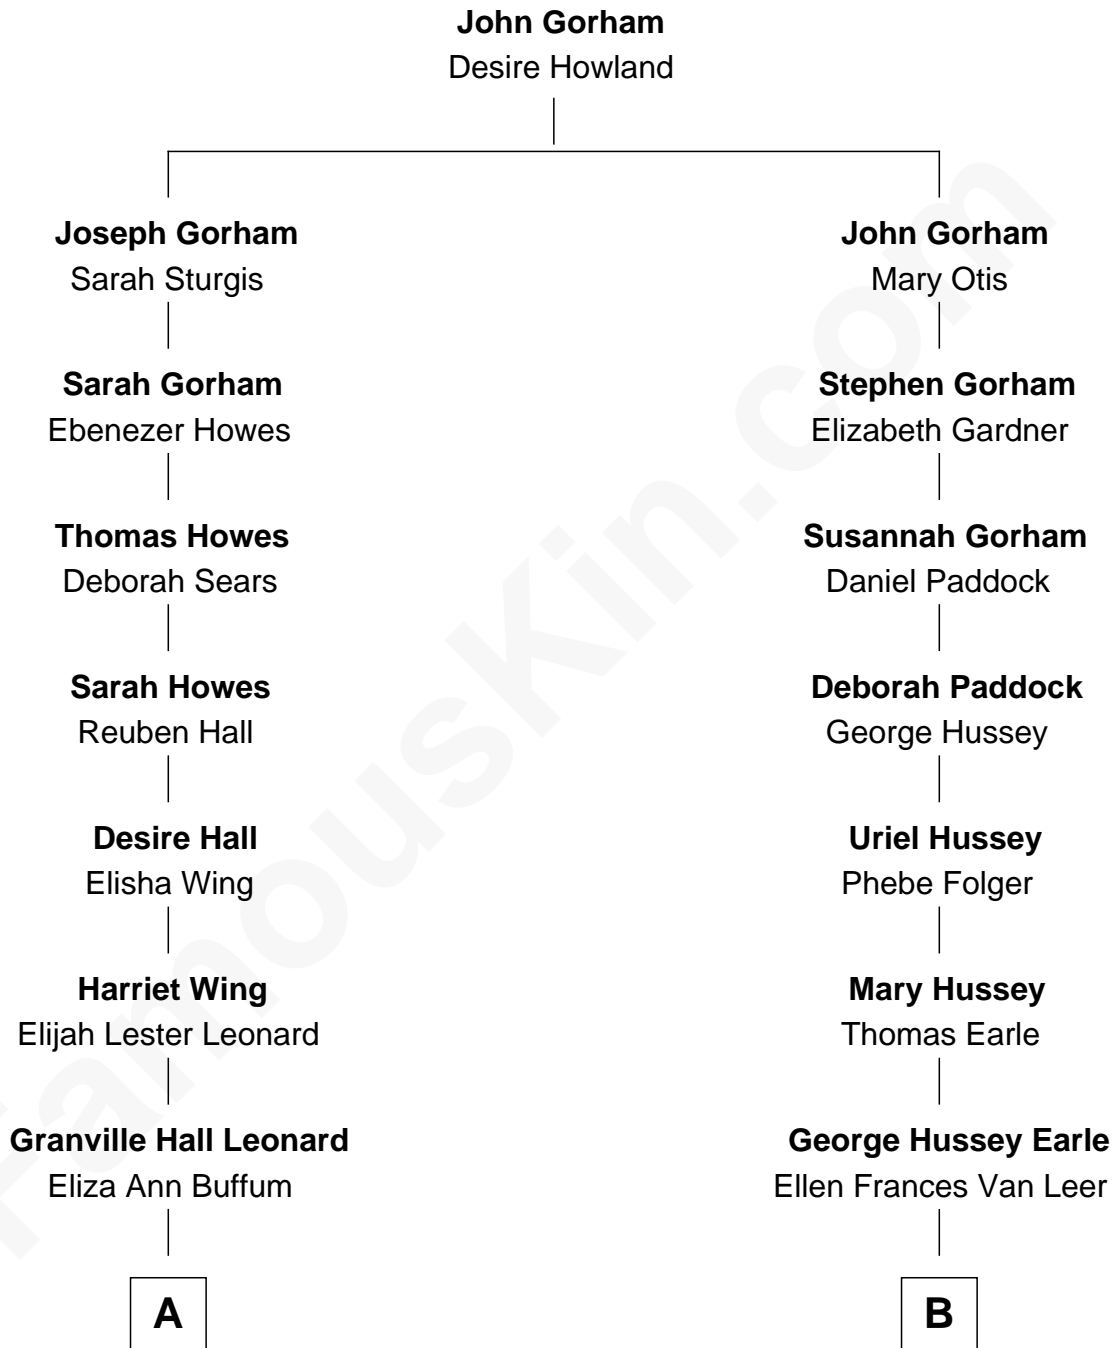 John Gorham
Desire Howland
Joseph Gorham
Sarah Sturgis
John Gorham
Mary Otis
Sarah Gorham
Ebenezer Howes
Stephen Gorham
Elizabeth Gardner
Thomas Howes
Deborah Sears
Susannah Gorham
Daniel Paddock
Sarah Howes
Reuben Hall
Deborah Paddock
George Hussey
Desire Hall
Elisha Wing
Uriel Hussey
Phebe Folger
Harriet Wing
Elijah Lester Leonard
Mary Hussey
Thomas Earle
Granville Hall Leonard
Eliza Ann Buffum
George Hussey Earle
Ellen Frances Van Leer
A
B
FamousKin.com